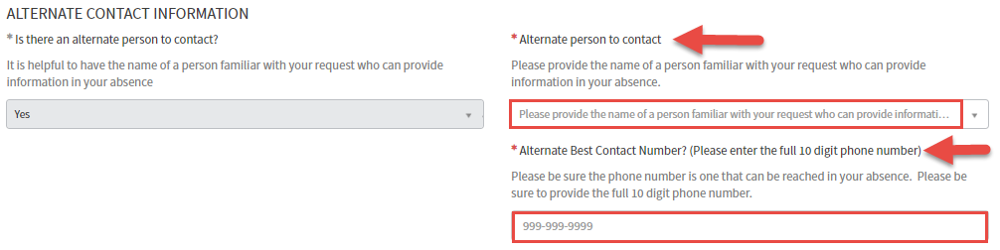 ALTERNATE CONTACT INFORMATION
* Is there an alternate person to contact?
It is helpful to have the name of a person familiar with your request who can provide
information in your absence
Yes
* Alternate person to contact
Please provide the name of a person familiar with your request who can provide
information in your absence.
Please provide the name of a person familiar with your request who can provide informati...
* Alternate Best Contact Number? (Please enter the full 10 digit phone number)
Please be sure the phone number is one that can be reached in your absence.  Please be
sure to provide the full 10 digit phone number.
999-999-9999